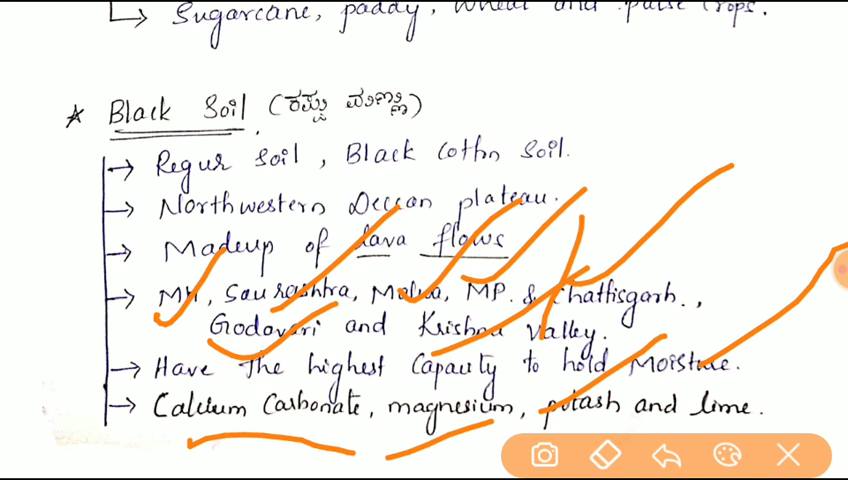 ↳ Sugarcane, paddy, wheat and pulse crops.
* Black Soil (ಕಪ್ಪು ಮಣ್ಣು)
→ Regur soil, Black Cotton Soil.
→ Northwestern Deccan plateau.
→ Madeup of lava flows
→ MH, Saurashtra, Malwa, MP. & Chattisgarh.,
Godavari and Krishna Valley.
→ Have the highest Capacity to hold Moisture.
→ Calcium Carbonate, magnesium, potash and lime.